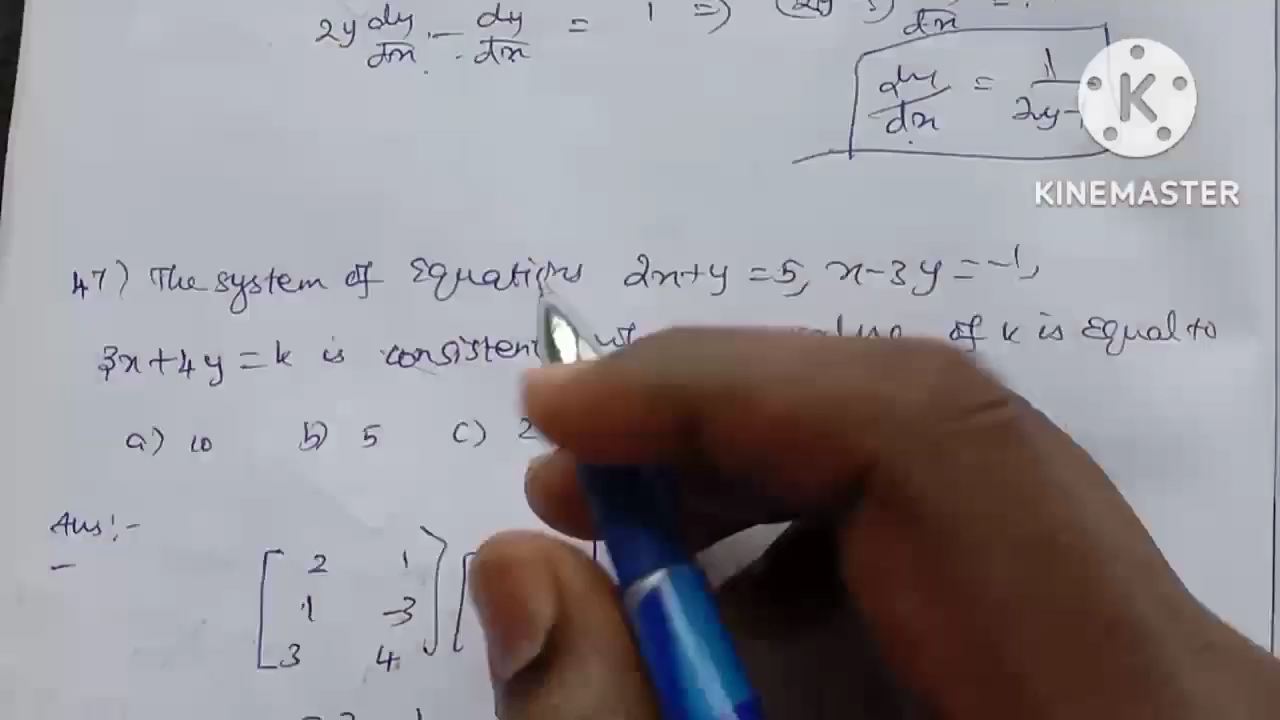 2y dy/dx - dy/dx = 1 =>
dx
dy/dx = 1/2y-
K
KINEMASTER
47) The system of Equations 2x+y = 5, x-3y = -1,
3x+4y = k is consistent of k is Equal to
a) 10 b) 5 c) 2
Ans:-
2 1
1 -3
3 4